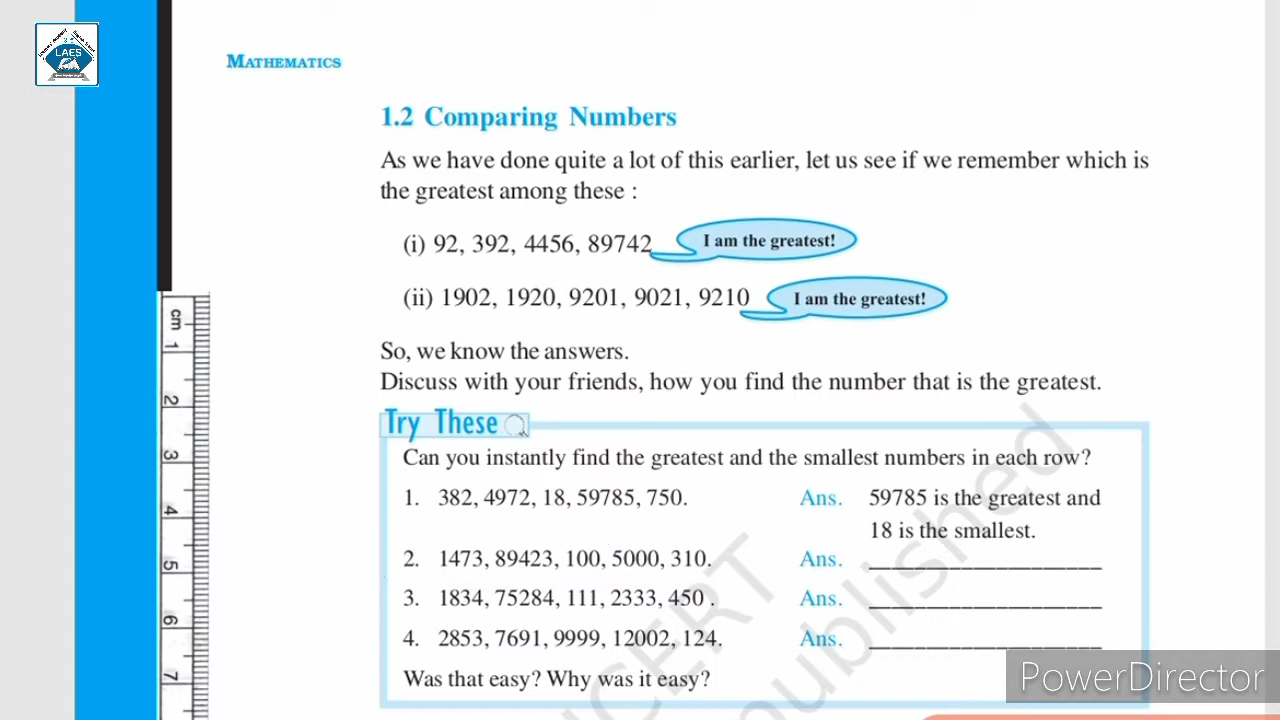 LAES
MATHEMATICS
1.2 Comparing Numbers
As we have done quite a lot of this earlier, let us see if we remember which is
the greatest among these :
(i) 92, 392, 4456, 89742 I am the greatest!
(ii) 1902, 1920, 9201, 9021, 9210 I am the greatest!
So, we know the answers.
Discuss with your friends, how you find the number that is the greatest.
Try These
Can you instantly find the greatest and the smallest numbers in each row?
1. 382, 4972, 18, 59785, 750. Ans. 59785 is the greatest and
18 is the smallest.
2. 1473, 89423, 100, 5000, 310. Ans. ____________________
3. 1834, 75284, 111, 2333, 450 . Ans. ____________________
4. 2853, 7691, 9999, 12002, 124. Ans. ____________________
Was that easy? Why was it easy?
cm
1
2
3
4
5
6
7
published
PowerDirector